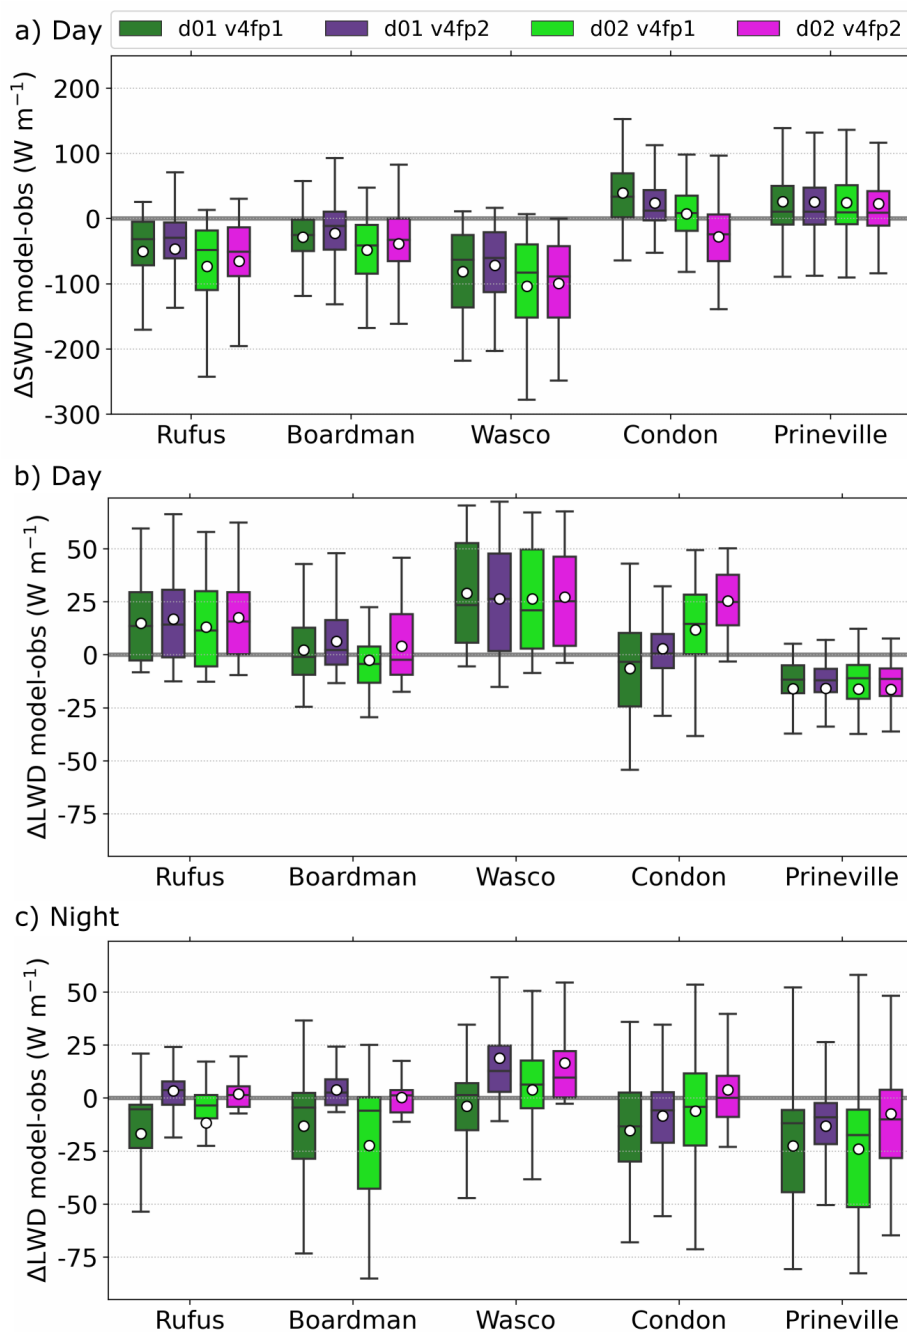 a) Day
d01 v4fp1 d01 v4fp2 d02 v4fp1 d02 v4fp2
ΔSWD model-obs (W m⁻¹)
200
100
0
-100
-200
-300
Rufus Boardman Wasco Condon Prineville
b) Day
ΔLWD model-obs (W m⁻¹)
50
25
0
-25
-50
-75
Rufus Boardman Wasco Condon Prineville
c) Night
ΔLWD model-obs (W m⁻¹)
50
25
0
-25
-50
-75
Rufus Boardman Wasco Condon Prineville